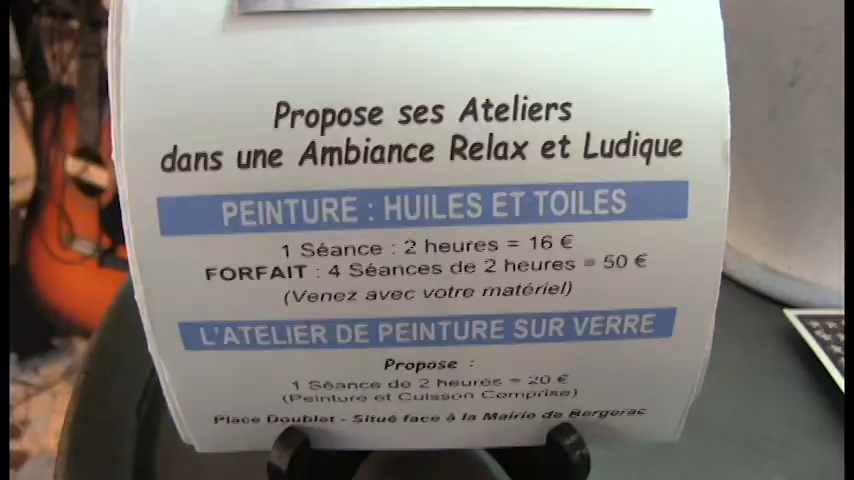 Propose ses Ateliers
dans une Ambiance Relax et Ludique
PEINTURE : HUILES ET TOILES
1 Séance : 2 heures = 16 €
FORFAIT : 4 Séances de 2 heures = 50 €
(Venez avec votre matériel)
L'ATELIER DE PEINTURE SUR VERRE
Propose :
1 Séance de 2 heures = 20 €
(Peinture et Cuisson Comprise)
Place Doublet - Situé face à la Mairie de Bergerac